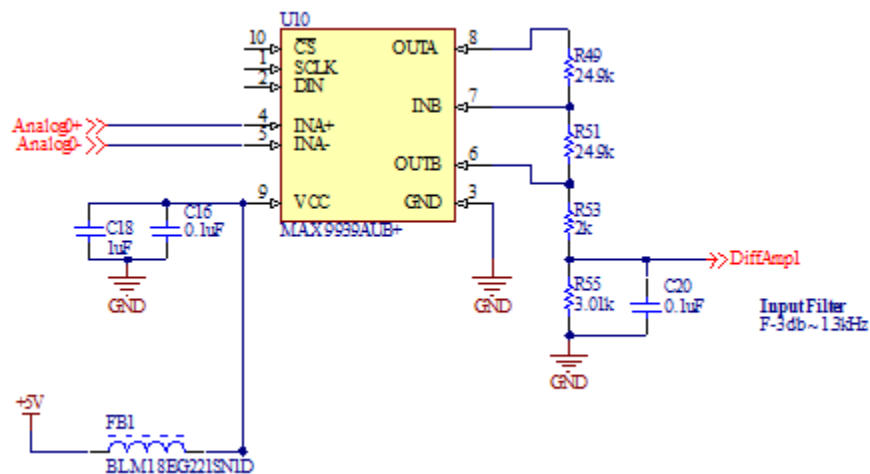 U10
10 CS
1 SCLK
2 DIN
4 INA+
5 INA-
9 VCC
OUTA 8
INB 7
OUTB 6
GND 3
MAX9939AUB+
Analog0+
Analog0-
C18
1uF
C16
0.1uF
GND
GND
R49
24.9k
R51
24.9k
R53
2k
R55
3.01k
C20
0.1uF
DiffAmp1
GND
Input Filter
F-3db~1.3kHz
+5V
FB1
BLM18EG221SN1D